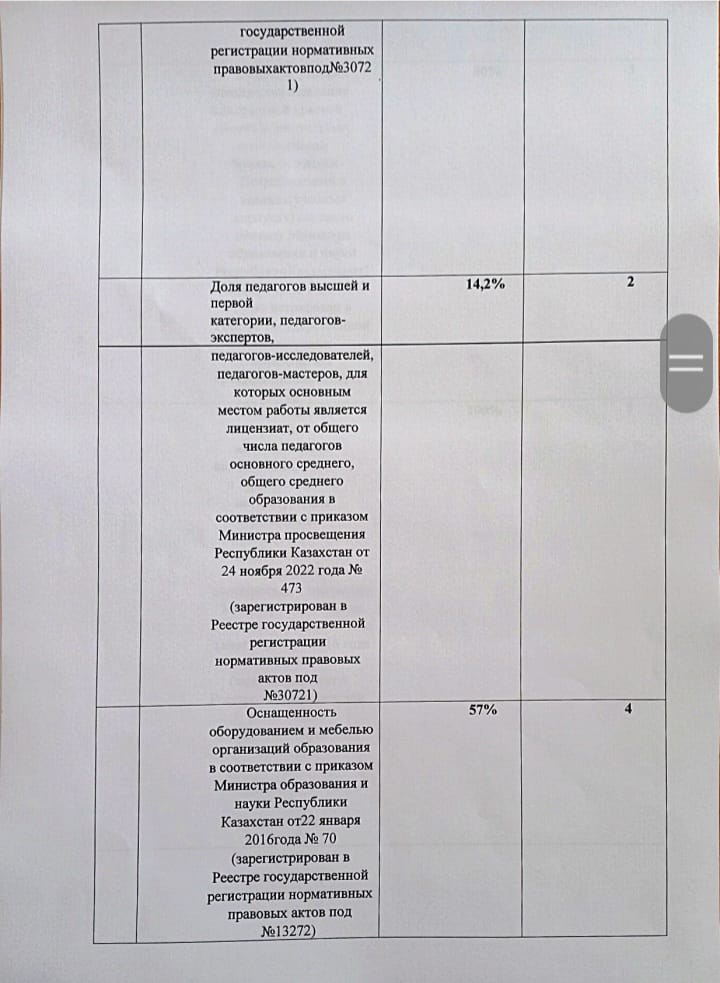 государственной
регистрации нормативных
правовыхактовпод№3072
1)
Доля педагогов высшей и 14,2% 2
первой
категории, педагогов-
экспертов,
педагогов-исследователей,
педагогов-мастеров, для
которых основным
местом работы является
лицензиат, от общего
числа педагогов
основного среднего,
общего среднего
образования в
соответствии с приказом
Министра просвещения
Республики Казахстан от
24 ноября 2022 года №
473
(зарегистрирован в
Реестре государственной
регистрации
нормативных правовых
актов под
№30721)
Оснащенность 57% 4
оборудованием и мебелью
организаций образования
в соответствии с приказом
Министра образования и
науки Республики
Казахстан от22 января
2016года № 70
(зарегистрирован в
Реестре государственной
регистрации нормативных
правовых актов под
№13272)